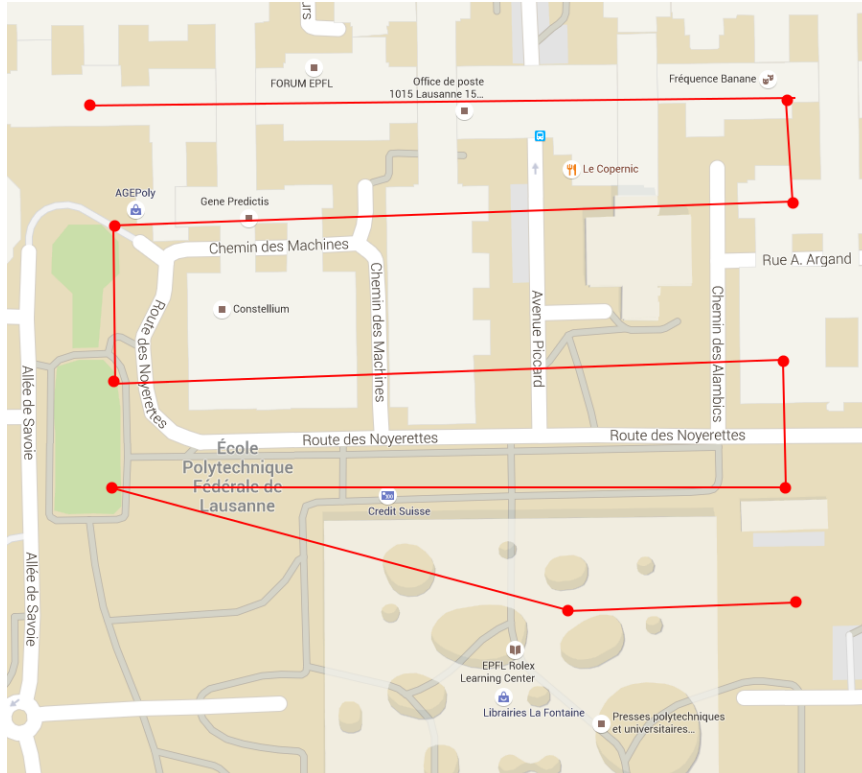 urs
FORUM EPFL
Office de poste
1015 Lausanne 15...
Fréquence Banane
Le Copernic
AGEPoly
Gene Predictis
Chemin des Machines
Rue A. Argand
Constellium
Route des Noyerettes
Chemin des Machines
Avenue Piccard
Chemin des Alambics
Allée de Savoie
Route des Noyerettes
Route des Noyerettes
École
Polytechnique
Fédérale de
Lausanne
Credit Suisse
Allée de Savoie
EPFL Rolex
Learning Center
Librairies La Fontaine
Presses polytechniques
et universitaires...